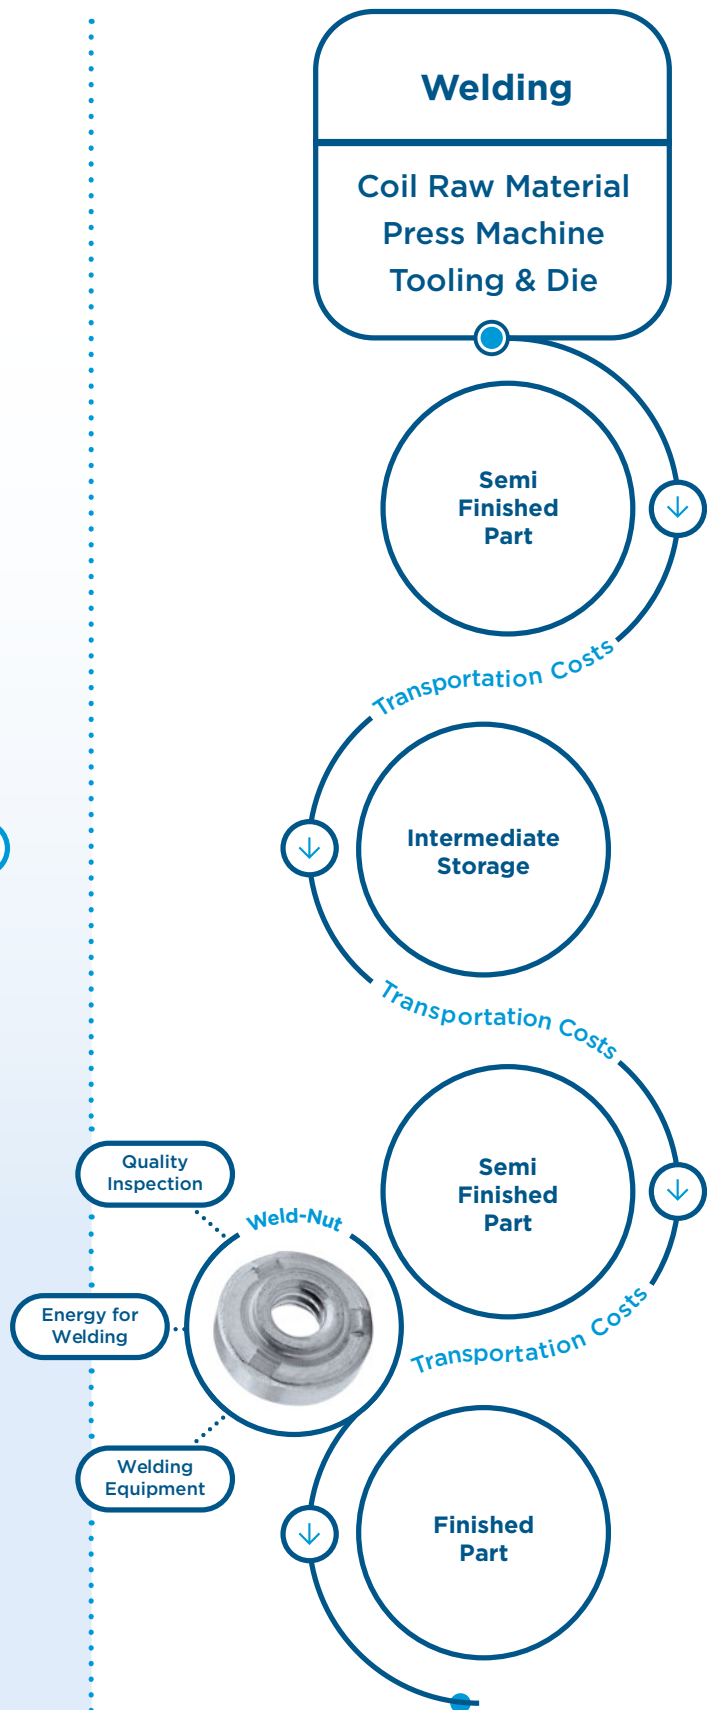 Welding
Coil Raw Material
Press Machine
Tooling & Die
Semi
Finished
Part
Transportation Costs
Intermediate
Storage
Transportation Costs
Semi
Finished
Part
Quality
Inspection
Weld-Nut
Energy for
Welding
Transportation Costs
Welding
Equipment
Finished
Part